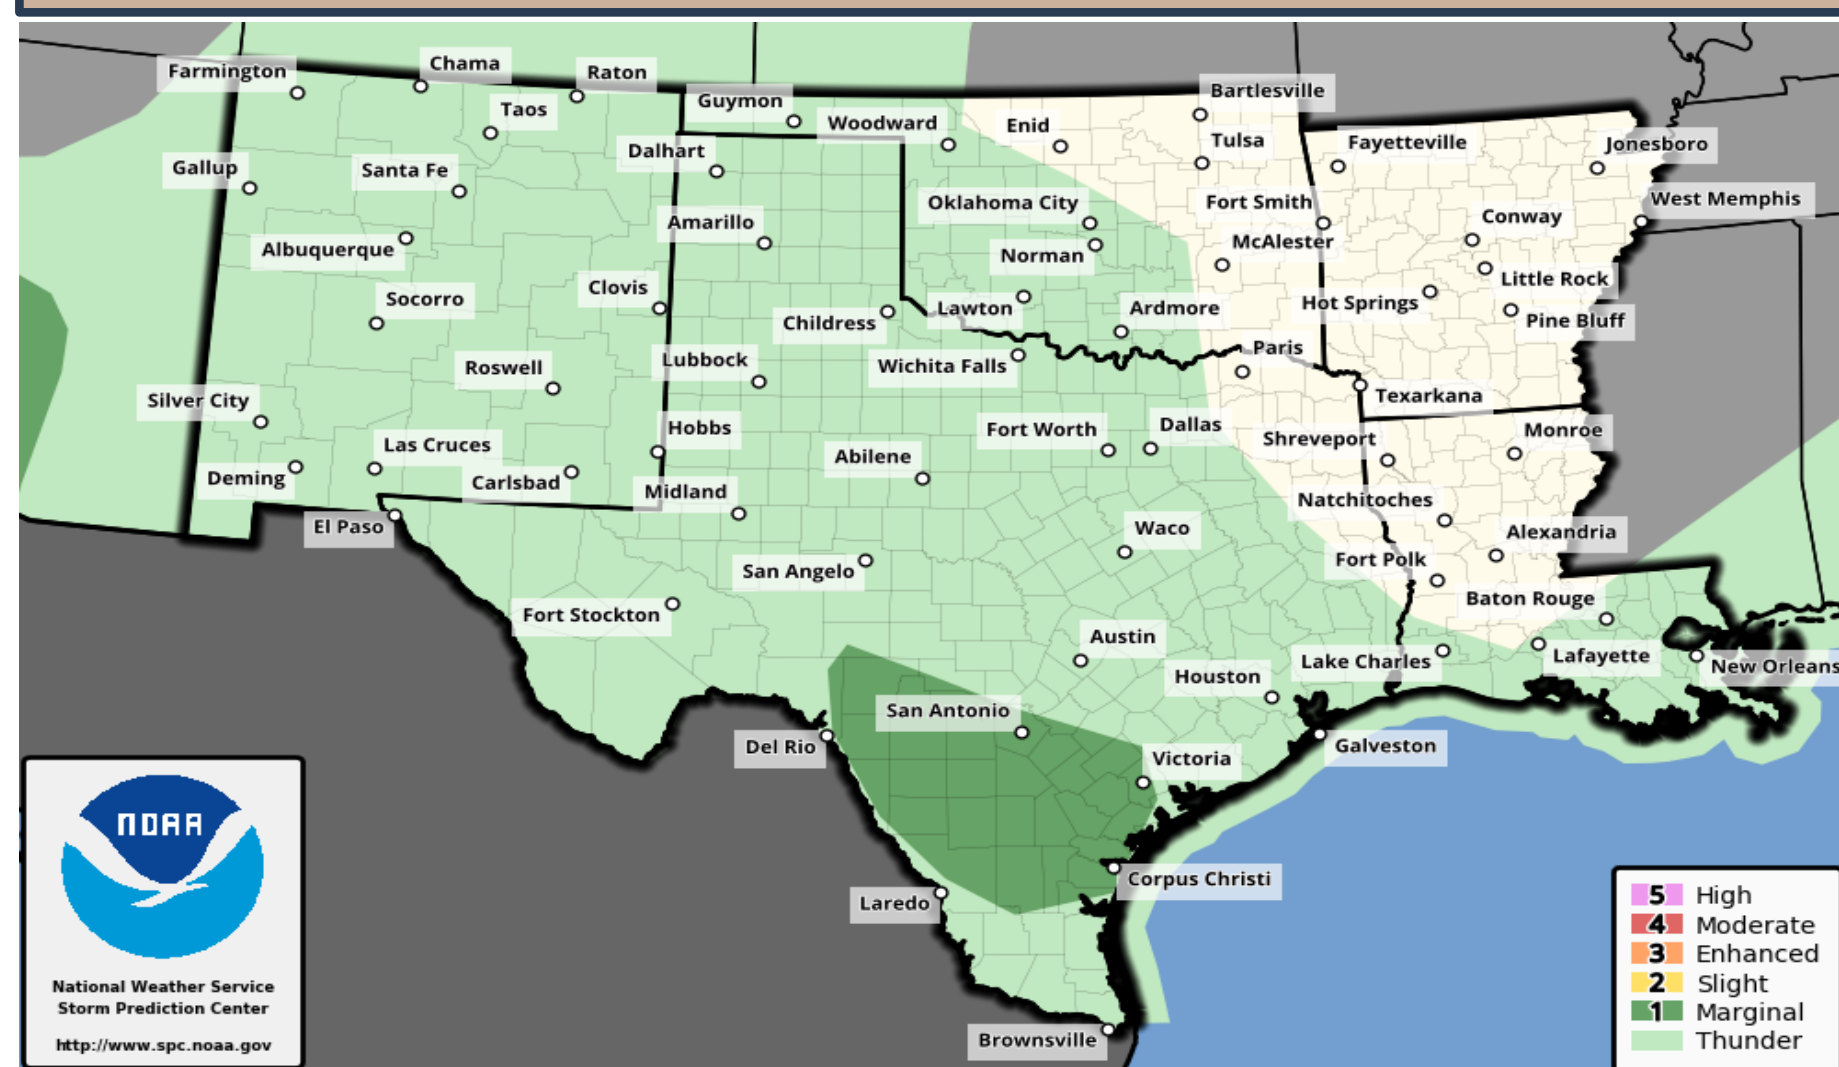 Chama
Farmington
Raton
Bartlesville
Guymon
Taos
Woodward
Enid
Tulsa
Fayetteville
Jonesboro
Dalhart
Gallup
Santa Fe
West Memphis
Oklahoma City
Fort Smith
Conway
Amarillo
McAlester
Albuquerque
Norman
Little Rock
Clovis
Socorro
Hot Springs
Lawton
Ardmore
Childress
Pine Bluff
Paris
Lubbock
Wichita Falls
Roswell
Texarkana
Silver City
Dallas
Hobbs
Fort Worth
Monroe
Shreveport
Las Cruces
Abilene
Deming
Carlsbad
Midland
Natchitoches
El Paso
Waco
Alexandria
Fort Polk
San Angelo
Baton Rouge
Fort Stockton
Austin
Lafayette
Lake Charles
New Orleans
Houston
San Antonio
Del Rio
Galveston
Victoria
Corpus Christi
Laredo
Brownsville
NOAA
National Weather Service
Storm Prediction Center
http://www.spc.noaa.gov
5 High
4 Moderate
3 Enhanced
2 Slight
1 Marginal
Thunder